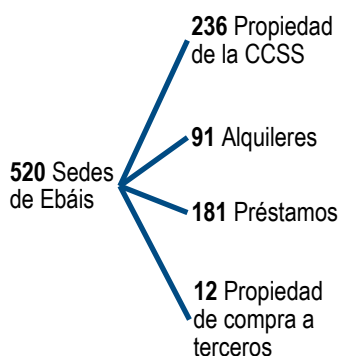 236 Propiedad
de la CCSS
91 Alquileres
520 Sedes
de Ebáis
181 Préstamos
12 Propiedad
de compra a
terceros